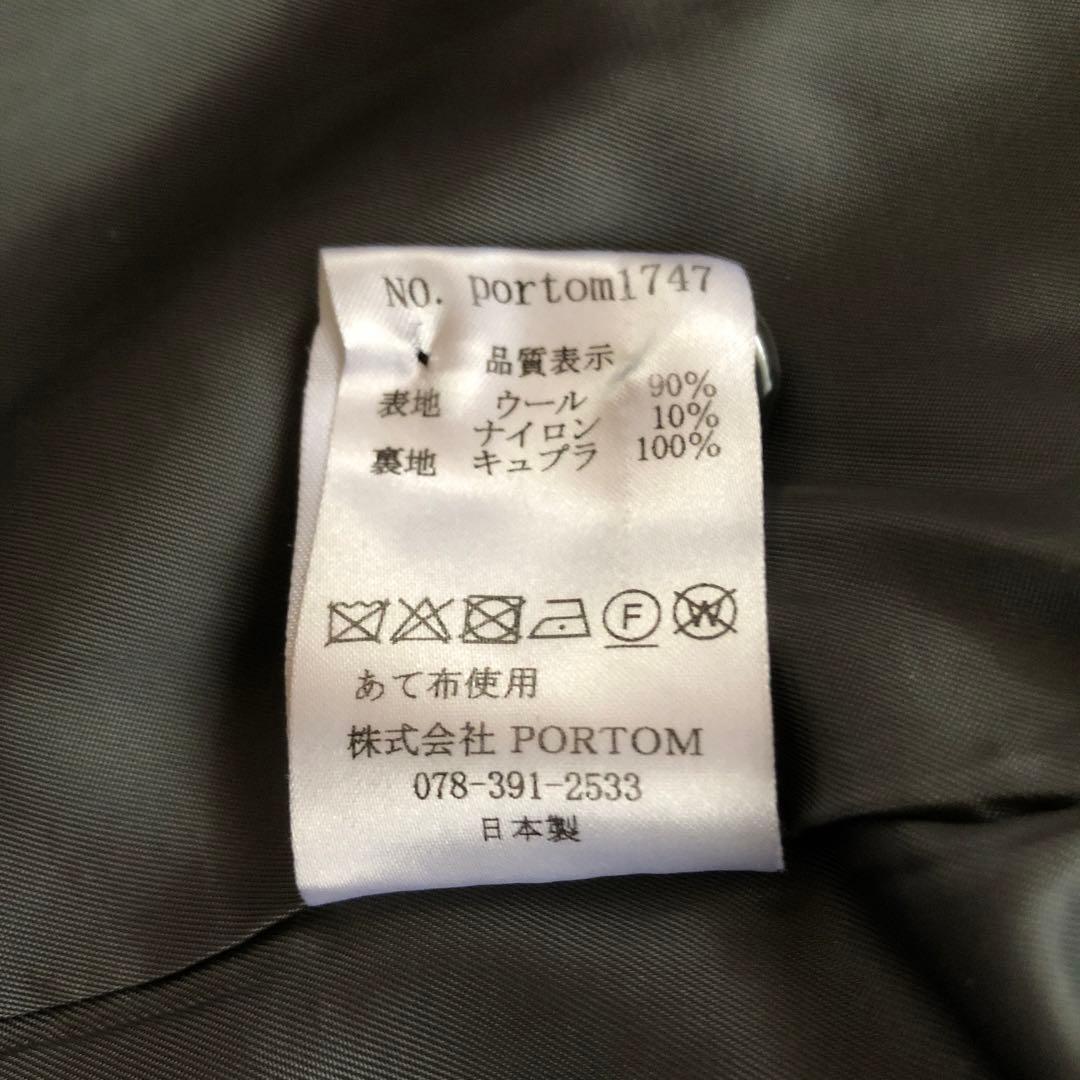 NO. portom1747
品質表示
表地 ウール 90%
ナイロン 10%
裏地 キュプラ 100%
F W
あて布使用
株式会社 PORTOM
078-391-2533
日本製